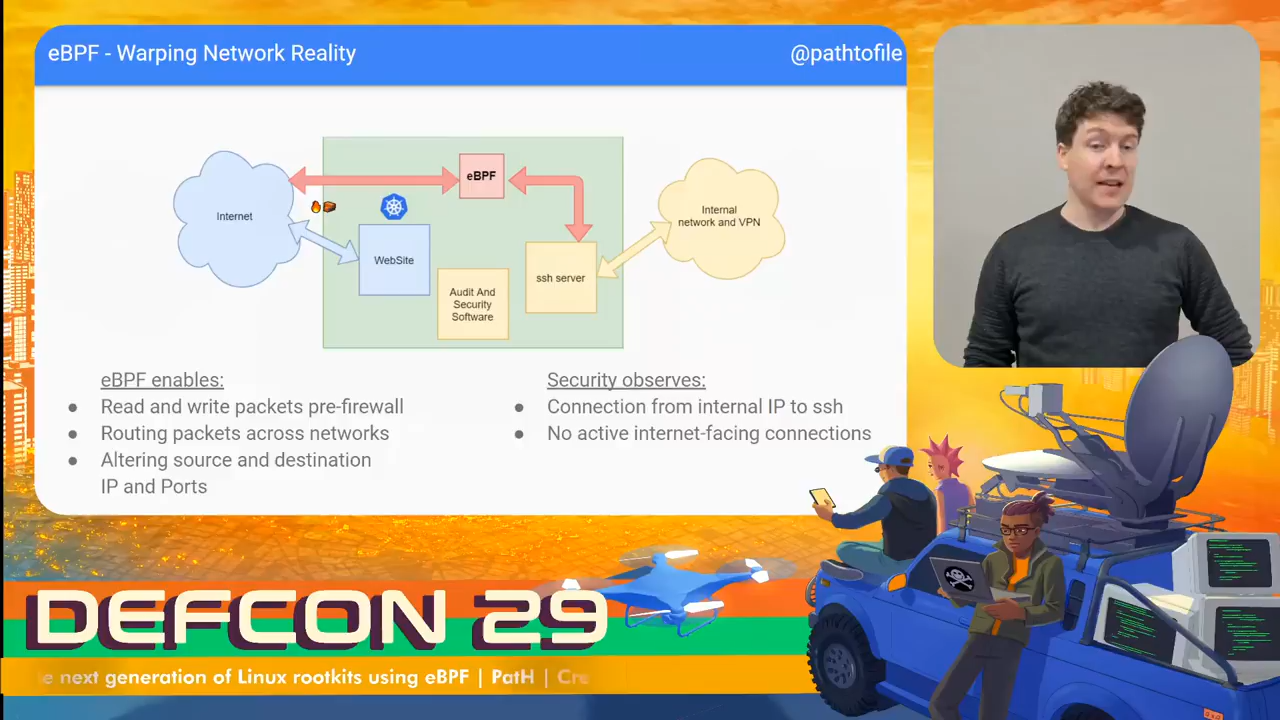 eBPF - Warping Network Reality
@pathtofile
eBPF
Internet
WebSite
Audit And
Security
Software
ssh server
Internal
network and VPN
eBPF enables:
● Read and write packets pre-firewall
● Routing packets across networks
● Altering source and destination
IP and Ports
Security observes:
● Connection from internal IP to ssh
● No active internet-facing connections
DEFCON 29
e next generation of Linux rootkits using eBPF | PatH | Cre